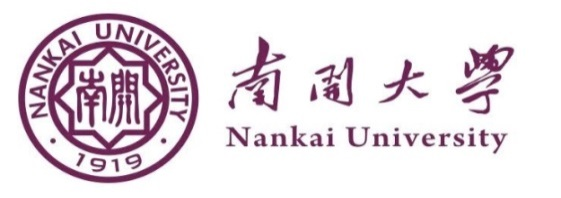 NANKAI UNIVERSITY
南開
· 1919 ·
南開大學
Nankai University